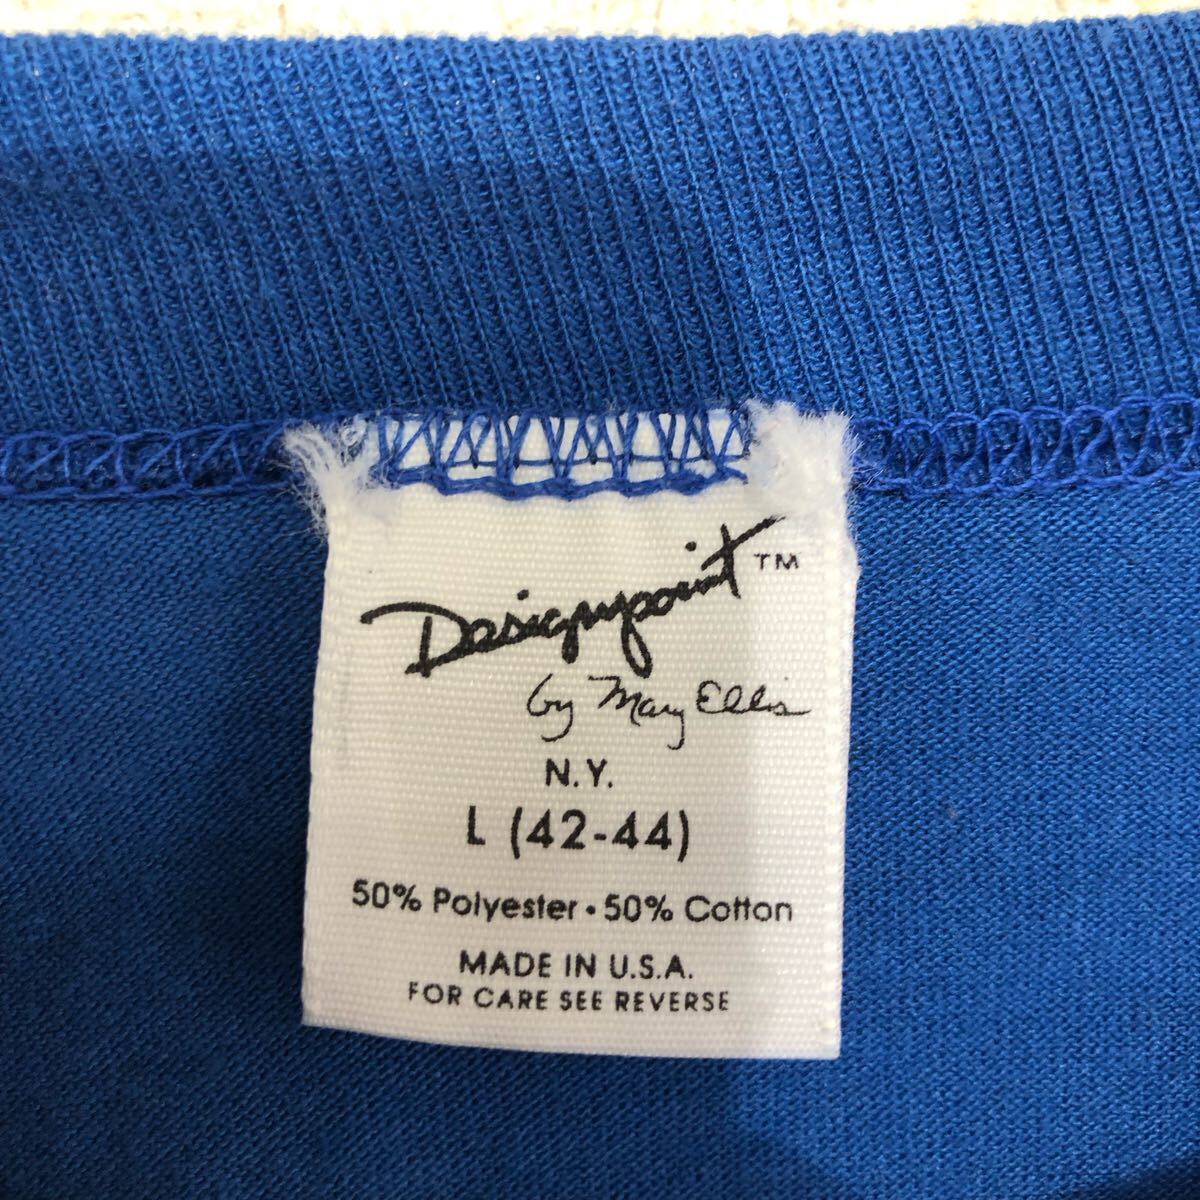 Designpoint™
by Mary Ellis
N.Y.
L (42-44)
50% Polyester • 50% Cotton
MADE IN U.S.A.
FOR CARE SEE REVERSE